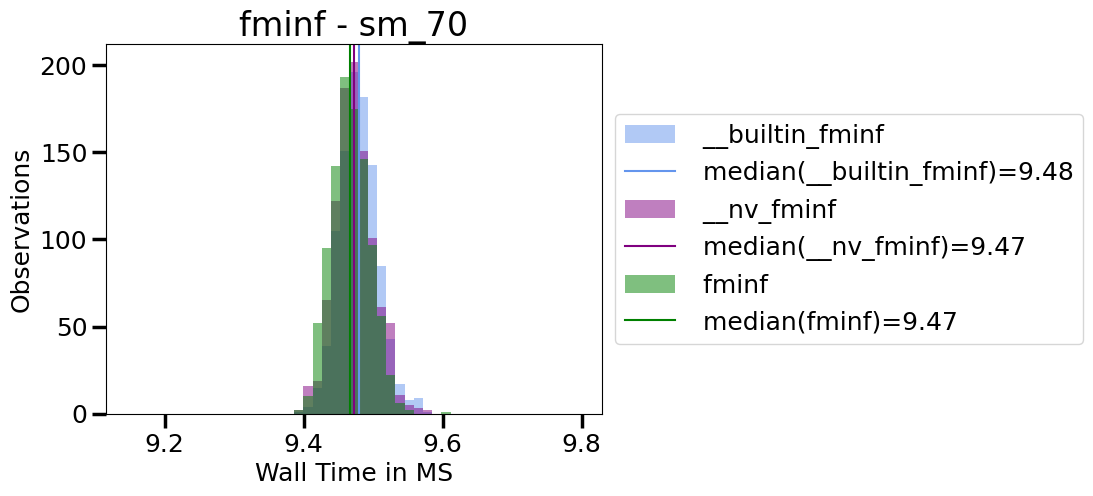 fminf - sm_70
Observations
200
150
100
50
0
9.2
9.4
9.6
9.8
Wall Time in MS
__builtin_fminf
median(__builtin_fminf)=9.48
__nv_fminf
median(__nv_fminf)=9.47
fminf
median(fminf)=9.47